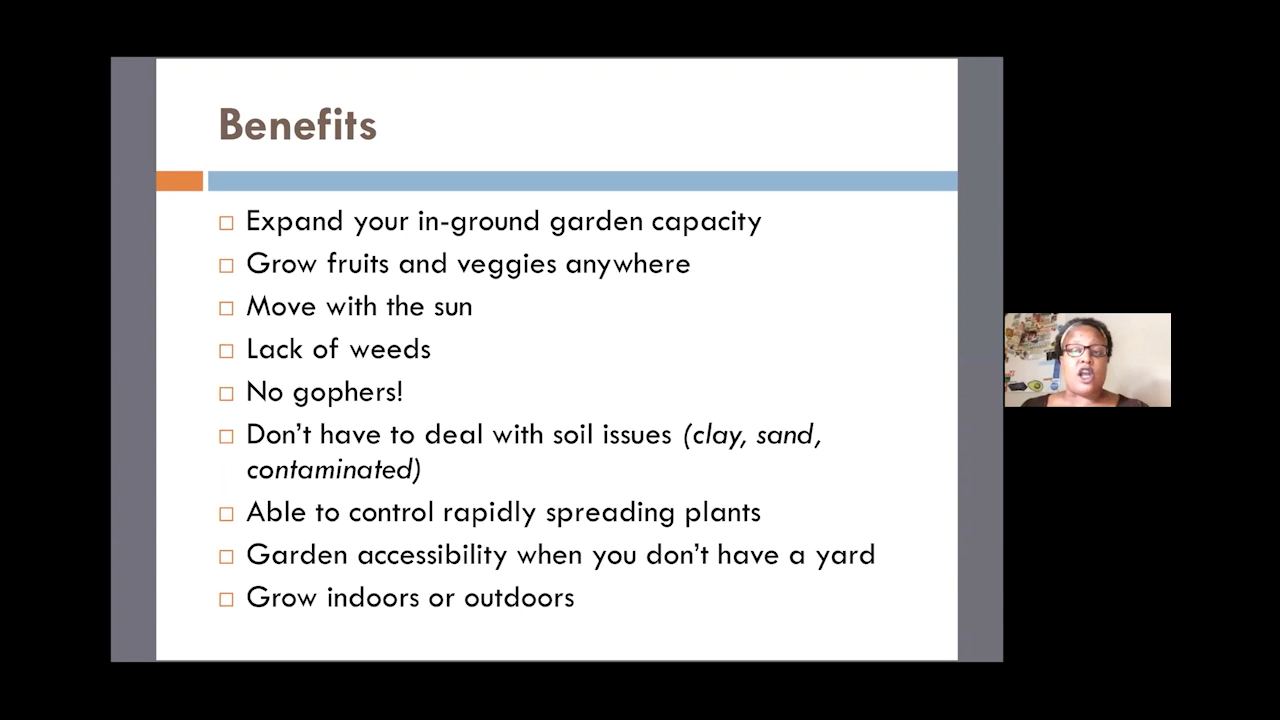 Benefits
Expand your in-ground garden capacity
Grow fruits and veggies anywhere
Move with the sun
Lack of weeds
No gophers!
Don’t have to deal with soil issues (clay, sand,
contaminated)
Able to control rapidly spreading plants
Garden accessibility when you don’t have a yard
Grow indoors or outdoors